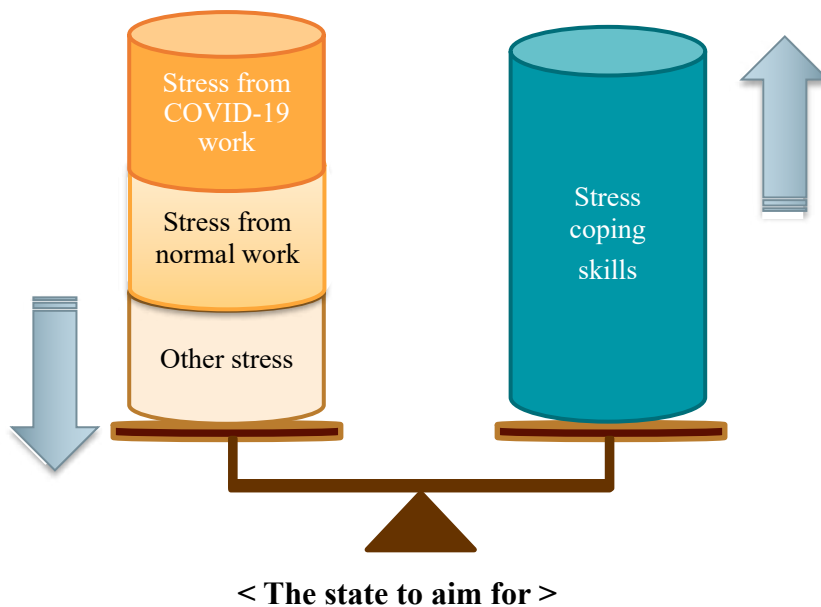 Stress from
COVID-19
work
Stress from
normal work
Other stress
Stress
coping
skills
< The state to aim for >